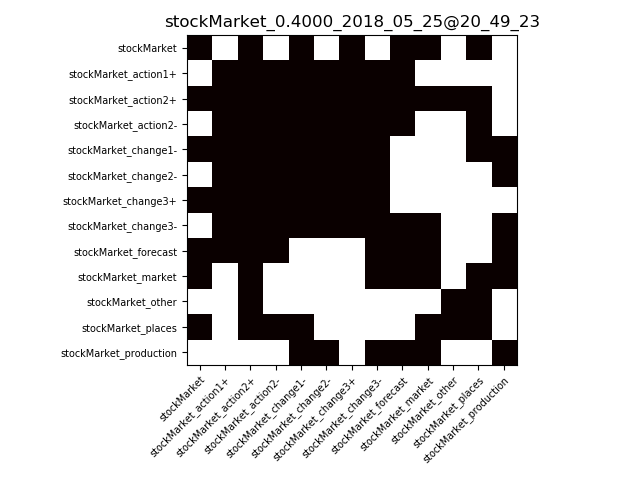 stockMarket_0.4000_2018_05_25@20_49_23
stockMarket
stockMarket_action1+
stockMarket_action2+
stockMarket_action2-
stockMarket_change1-
stockMarket_change2-
stockMarket_change3+
stockMarket_change3-
stockMarket_forecast
stockMarket_market
stockMarket_other
stockMarket_places
stockMarket_production
stockMarket
stockMarket_action1+
stockMarket_action2+
stockMarket_action2-
stockMarket_change1-
stockMarket_change2-
stockMarket_change3+
stockMarket_change3-
stockMarket_forecast
stockMarket_market
stockMarket_other
stockMarket_places
stockMarket_production